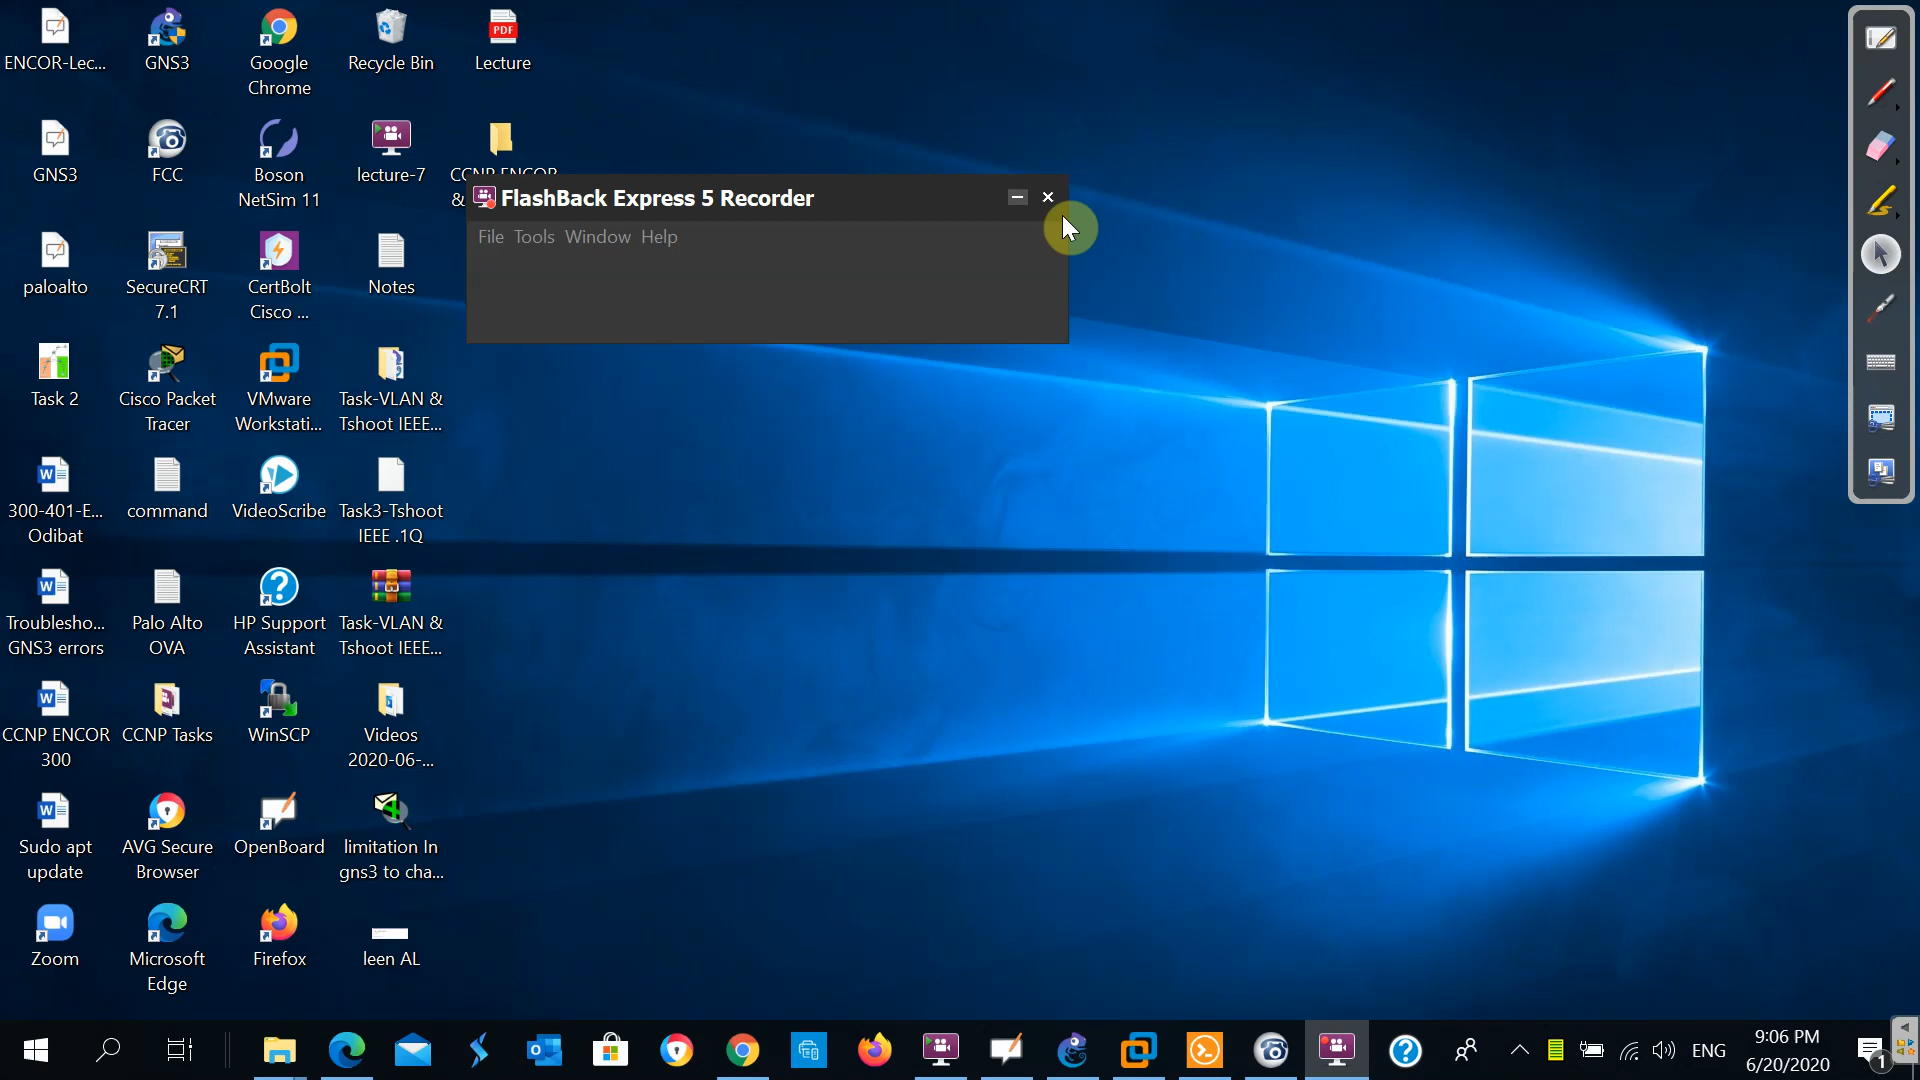 ENCOR-Lec...
GNS3
Google
Chrome
Recycle Bin
PDF
Lecture
GNS3
FCC
Boson
NetSim 11
lecture-7
CCNP ENCOR
&
FlashBack Express 5 Recorder
File Tools Window Help
paloalto
SecureCRT
7.1
CertBolt
Cisco ...
Notes
Task 2
Cisco Packet
Tracer
VMware
Workstati...
Task-VLAN &
Tshoot IEEE...
300-401-E...
Odibat
command
VideoScribe
Task3-Tshoot
IEEE .1Q
Troublesho...
GNS3 errors
Palo Alto
OVA
HP Support
Assistant
Task-VLAN &
Tshoot IEEE...
CCNP ENCOR
300
CCNP Tasks
WinSCP
Videos
2020-06-...
Sudo apt
update
AVG Secure
Browser
OpenBoard
limitation In
gns3 to cha...
Zoom
Microsoft
Edge
Firefox
leen AL
ENG
9:06 PM
6/20/2020
1